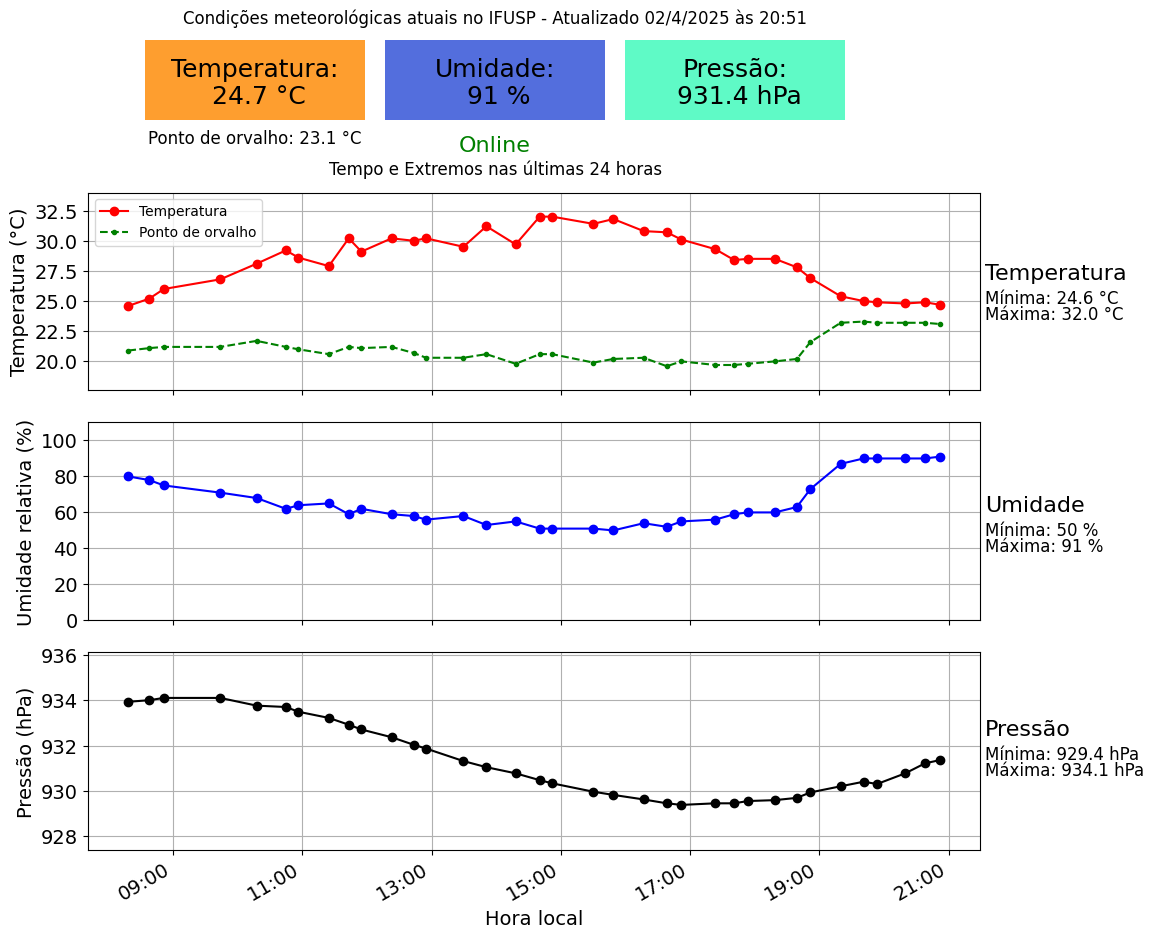 Condições meteorológicas atuais no IFUSP - Atualizado 02/4/2025 às 20:51
Temperatura:
24.7 °C
Umidade:
91 %
Pressão:
931.4 hPa
Ponto de orvalho: 23.1 °C
Online
Tempo e Extremos nas últimas 24 horas
Temperatura (°C)
32.5
30.0
27.5
25.0
22.5
20.0
Temperatura
Ponto de orvalho
Temperatura
Mínima: 24.6 °C
Máxima: 32.0 °C
Umidade relativa (%)
100
80
60
40
20
0
Umidade
Mínima: 50 %
Máxima: 91 %
Pressão (hPa)
936
934
932
930
928
Pressão
Mínima: 929.4 hPa
Máxima: 934.1 hPa
09:00
11:00
13:00
15:00
17:00
19:00
21:00
Hora local